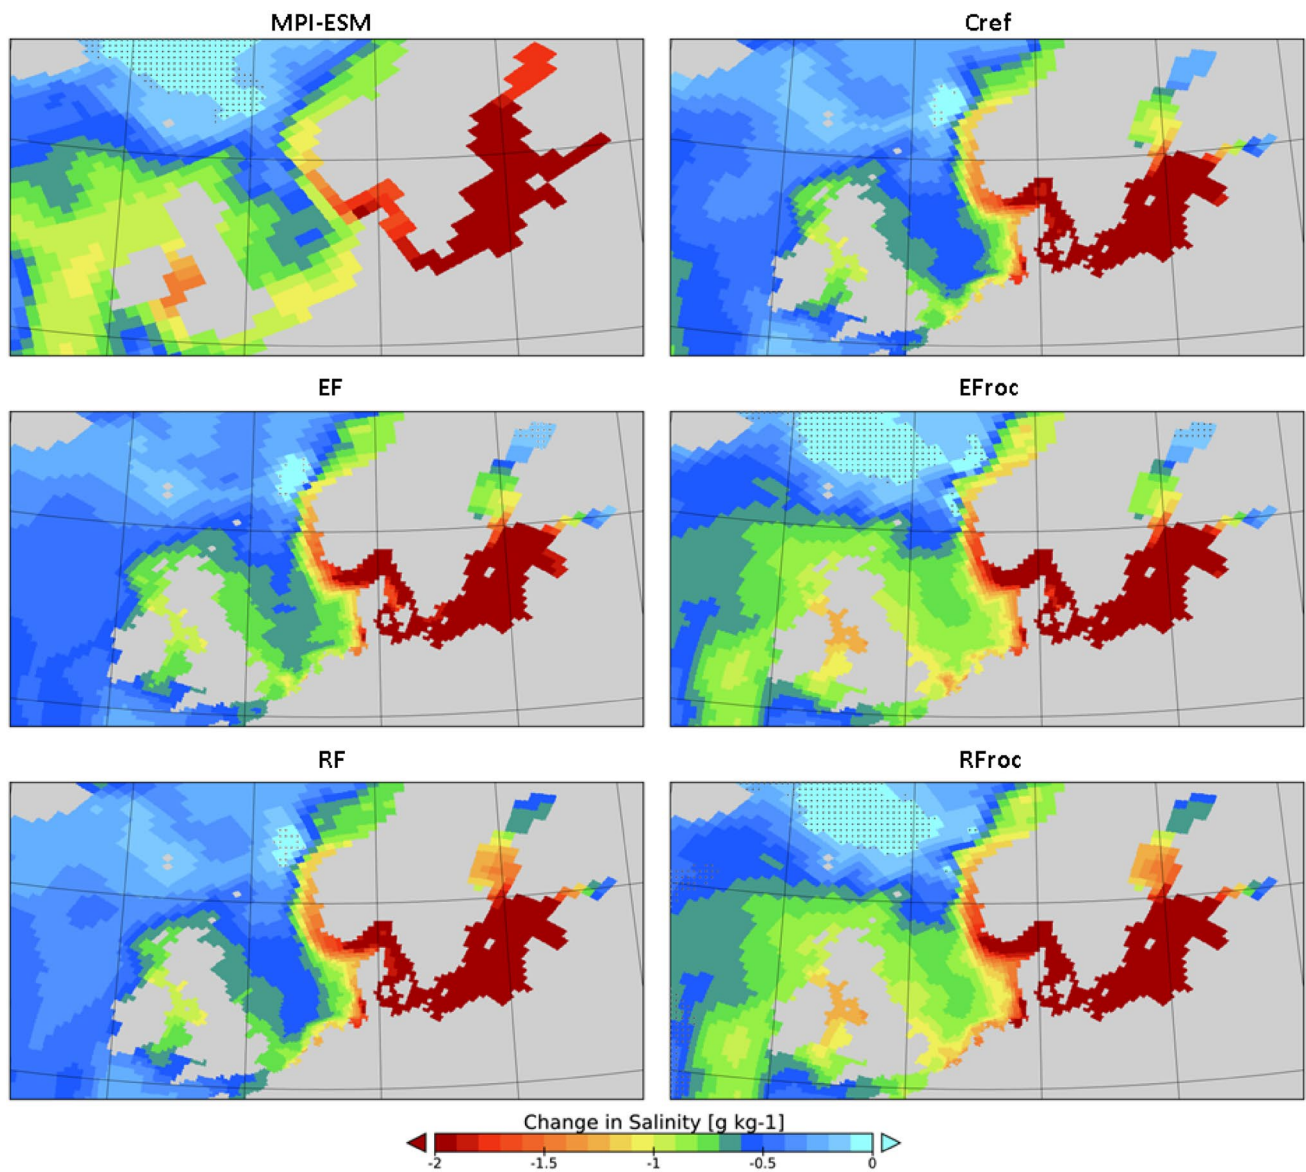 MPI-ESM
Cref
EF
EFroc
RF
RFroc
Change in Salinity [g kg-1]
-2 -1.5 -1 -0.5 0